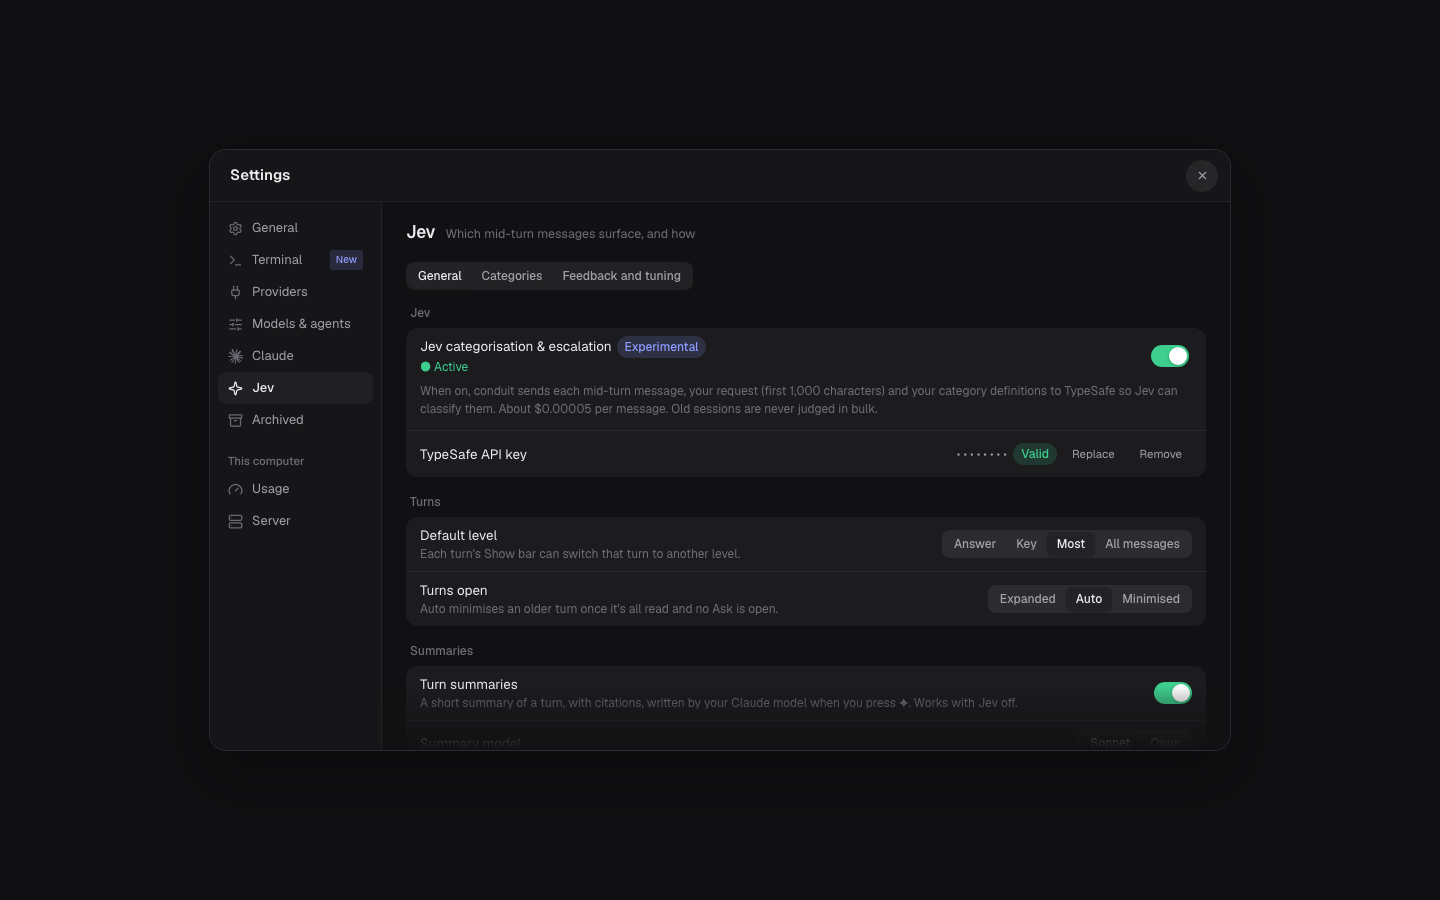 Settings
General
Terminal New
Providers
Models & agents
Claude
Jev
Archived
This computer
Usage
Server
Jev Which mid-turn messages surface, and how
General Categories Feedback and tuning
Jev
Jev categorisation & escalation Experimental
Active
When on, conduit sends each mid-turn message, your request (first 1,000 characters) and your category definitions to TypeSafe so Jev can
classify them. About $0.00005 per message. Old sessions are never judged in bulk.
TypeSafe API key ········ Valid Replace Remove
Turns
Default level
Each turn's Show bar can switch that turn to another level.
Answer Key Most All messages
Turns open
Auto minimises an older turn once it's all read and no Ask is open.
Expanded Auto Minimised
Summaries
Turn summaries
A short summary of a turn, with citations, written by your Claude model when you press ✦. Works with Jev off.
Summary model Sonnet Opus